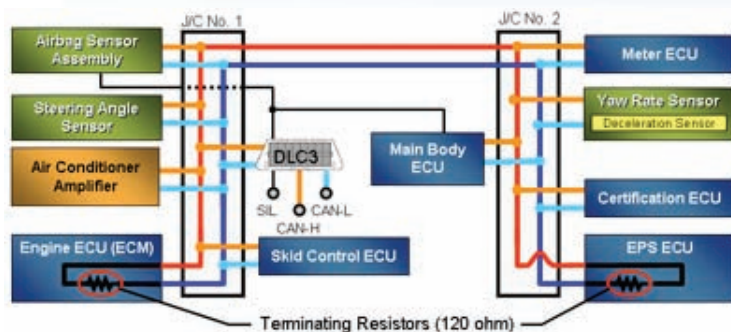 J/C No. 1
J/C No. 2
Airbag Sensor
Assembly
Meter ECU
Steering Angle
Sensor
Yaw Rate Sensor
Deceleration Sensor
DLC3
Main Body
ECU
Air Conditioner
Amplifier
SIL
CAN-H
CAN-L
Certification ECU
Engine ECU (ECM)
Skid Control ECU
EPS ECU
Terminating Resistors (120 ohm)